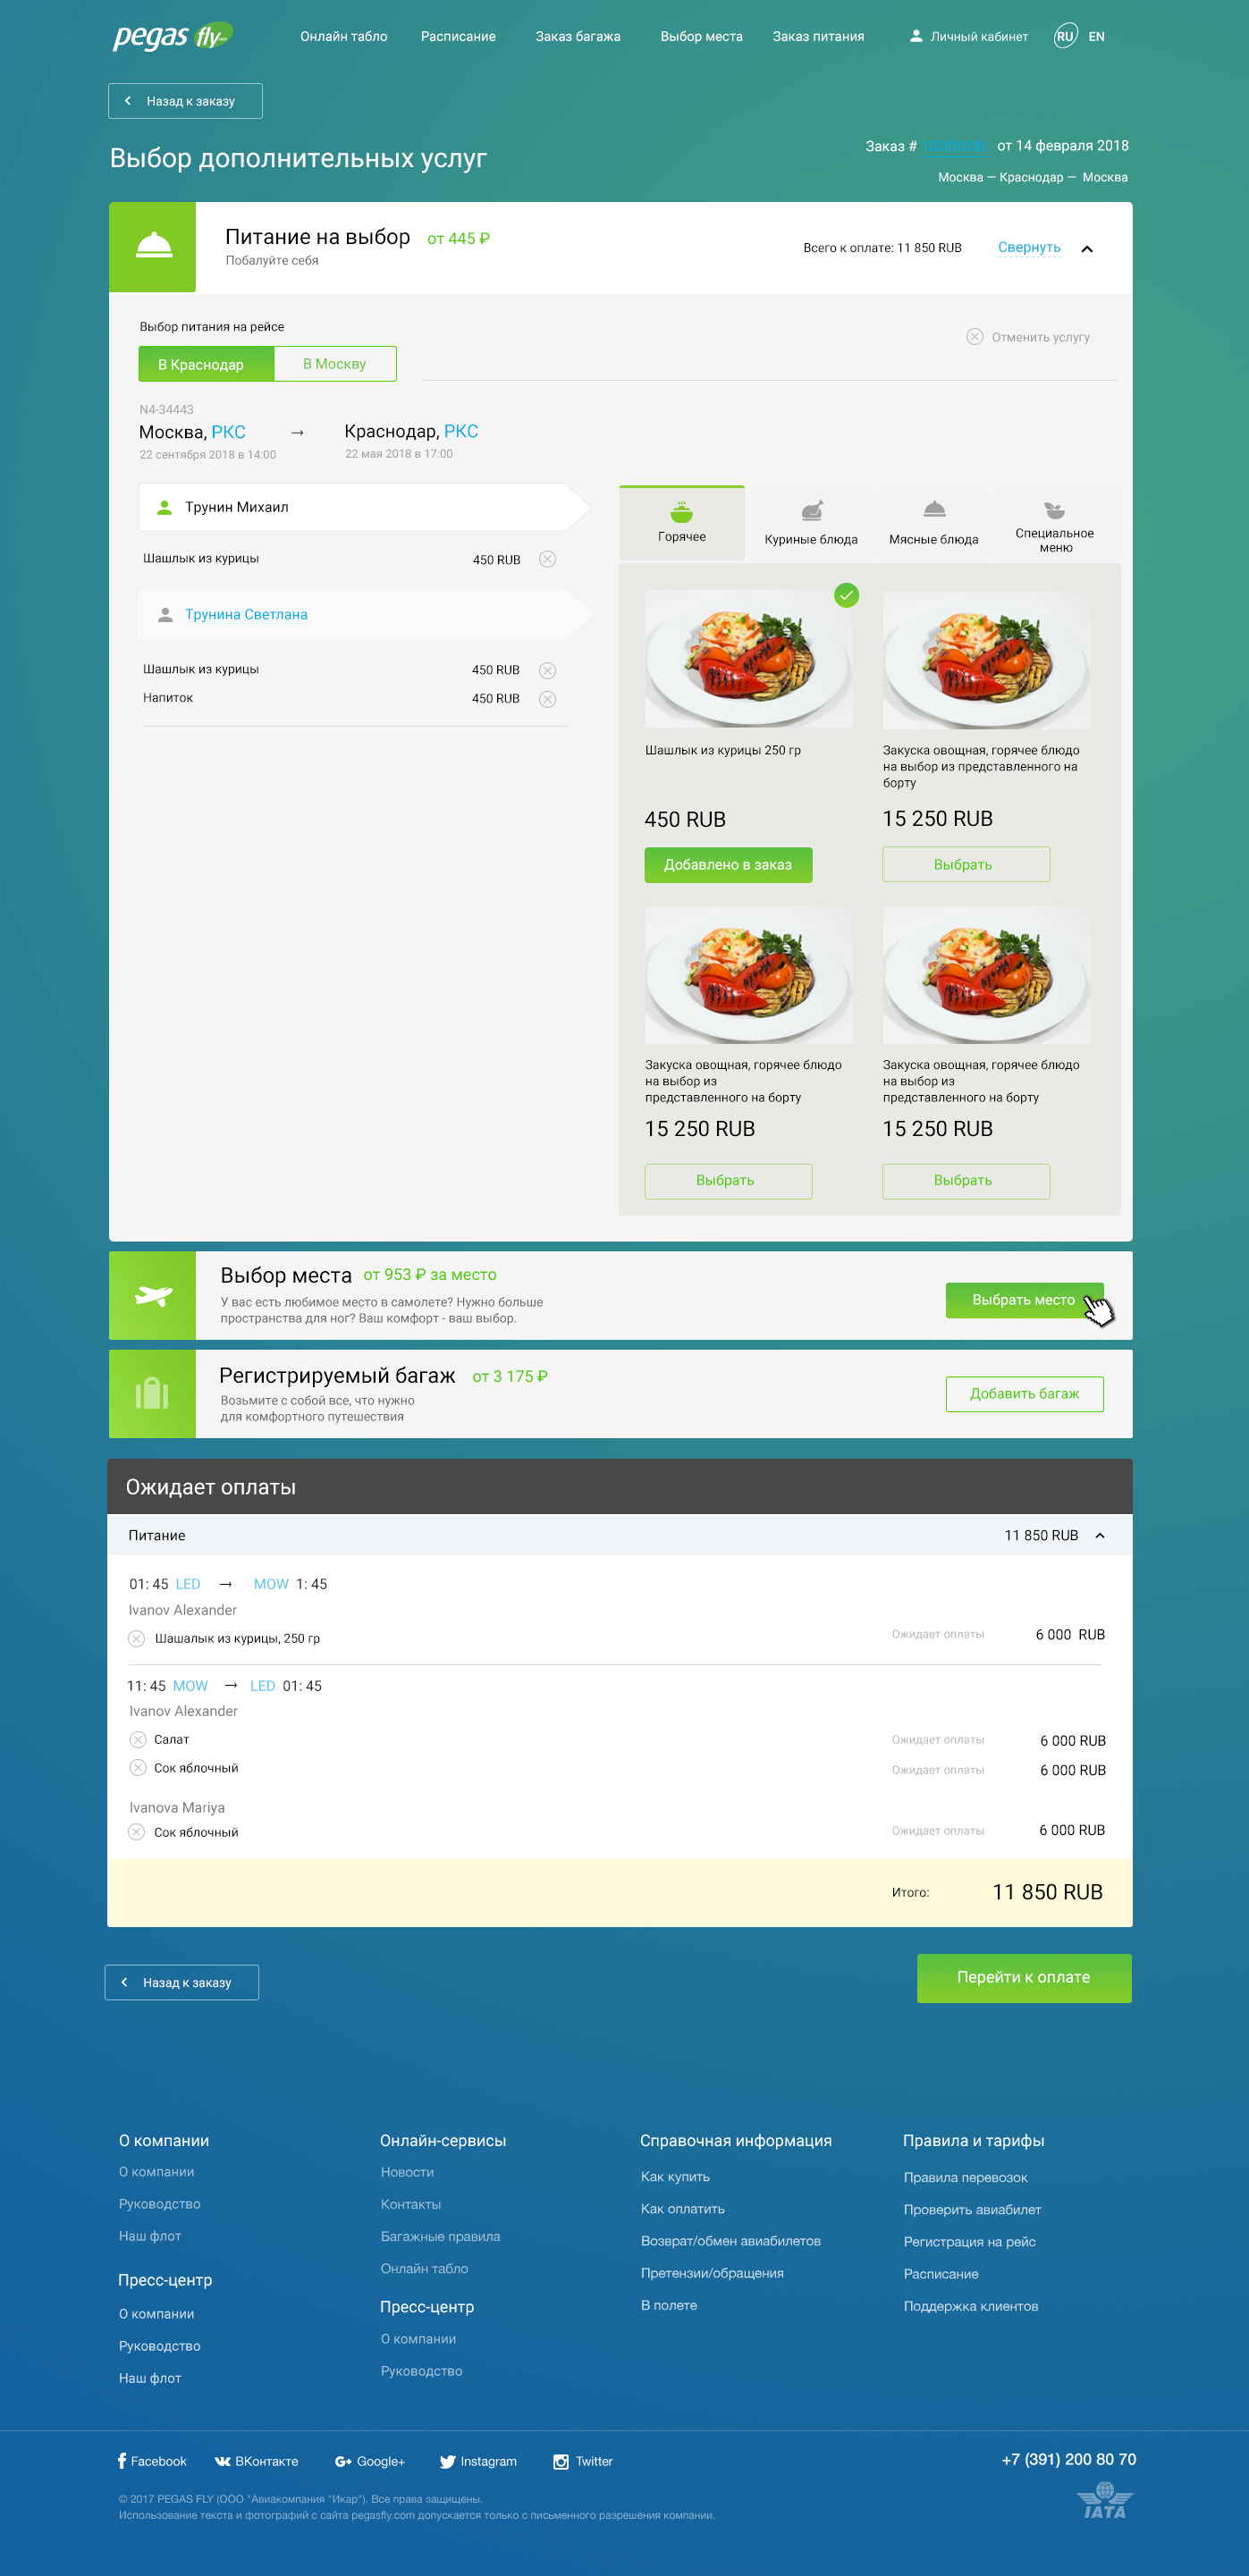 pegas fly.com
Онлайн табло
Расписание
Заказ багажа
Выбор места
Заказ питания
Личный кабинет
RU
EN
Назад к заказу
Выбор дополнительных услуг
Заказ # от 14 февраля 2018
Москва — Краснодар — Москва
Питание на выбор от 445 ₽
Побалуйте себя
Всего к оплате: 11 850 RUB
Свернуть
Выбор питания на рейсе
Отменить услугу
В Краснодар
В Москву
N4-34443
Москва, РКС → Краснодар, РКС
22 сентября 2018 в 14:00
22 мая 2018 в 17:00
Трунин Михаил
Шашлык из курицы 450 RUB
Трунина Светлана
Шашлык из курицы 450 RUB
Напиток 450 RUB
Горячее
Куриные блюда
Мясные блюда
Специальное
меню
Шашлык из курицы 250 гр
450 RUB
Добавлено в заказ
Закуска овощная, горячее блюдо
на выбор из представленного на
борту
15 250 RUB
Выбрать
Закуска овощная, горячее блюдо
на выбор из
представленного на борту
15 250 RUB
Выбрать
Закуска овощная, горячее блюдо
на выбор из
представленного на борту
15 250 RUB
Выбрать
Выбор места от 953 ₽ за место
У вас есть любимое место в самолете? Нужно больше
пространства для ног? Ваш комфорт - ваш выбор.
Выбрать место
Регистрируемый багаж от 3 175 ₽
Возьмите с собой все, что нужно
для комфортного путешествия
Добавить багаж
Ожидает оплаты
Питание 11 850 RUB
01: 45 LED → MOW 1: 45
Ivanov Alexander
Шашалык из курицы, 250 гр Ожидает оплаты 6 000 RUB
11: 45 MOW → LED 01: 45
Ivanov Alexander
Салат Ожидает оплаты 6 000 RUB
Сок яблочный Ожидает оплаты 6 000 RUB
Ivanova Mariya
Сок яблочный Ожидает оплаты 6 000 RUB
Итого: 11 850 RUB
Назад к заказу
Перейти к оплате
О компании
О компании
Руководство
Наш флот
Пресс-центр
О компании
Руководство
Наш флот
Онлайн-сервисы
Новости
Контакты
Багажные правила
Онлайн табло
Пресс-центр
О компании
Руководство
Справочная информация
Как купить
Как оплатить
Возврат/обмен авиабилетов
Претензии/обращения
В полете
Правила и тарифы
Правила перевозок
Проверить авиабилет
Регистрация на рейс
Расписание
Поддержка клиентов
Facebook
ВКонтакте
Google+
Instagram
Twitter
+7 (391) 200 80 70
© 2017 PEGAS FLY (ООО "Авиакомпания "Икар"). Все права защищены.
Использование текста и фотографий с сайта pegasfly.com допускается только с письменного разрешения компании.
IATA